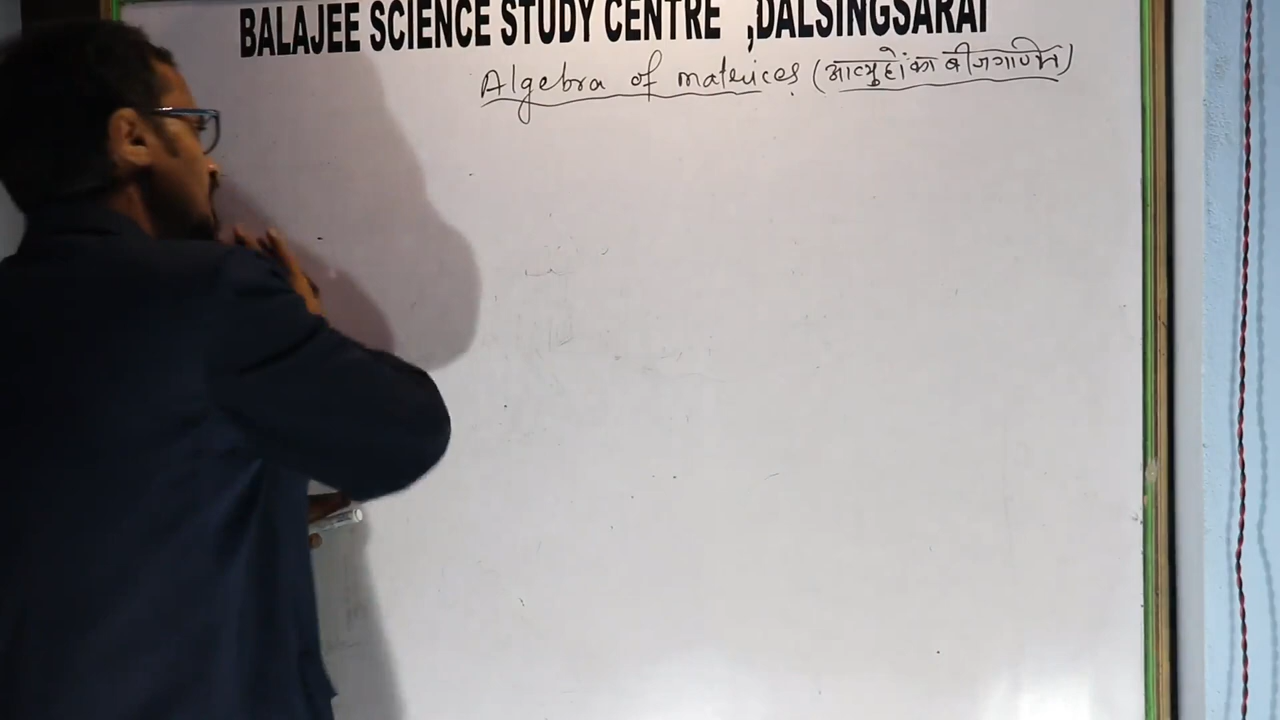 BALAJEE SCIENCE STUDY CENTRE ,DALSINGSARAI
Algebra of matrices (आव्यूहों का बीजगणित)